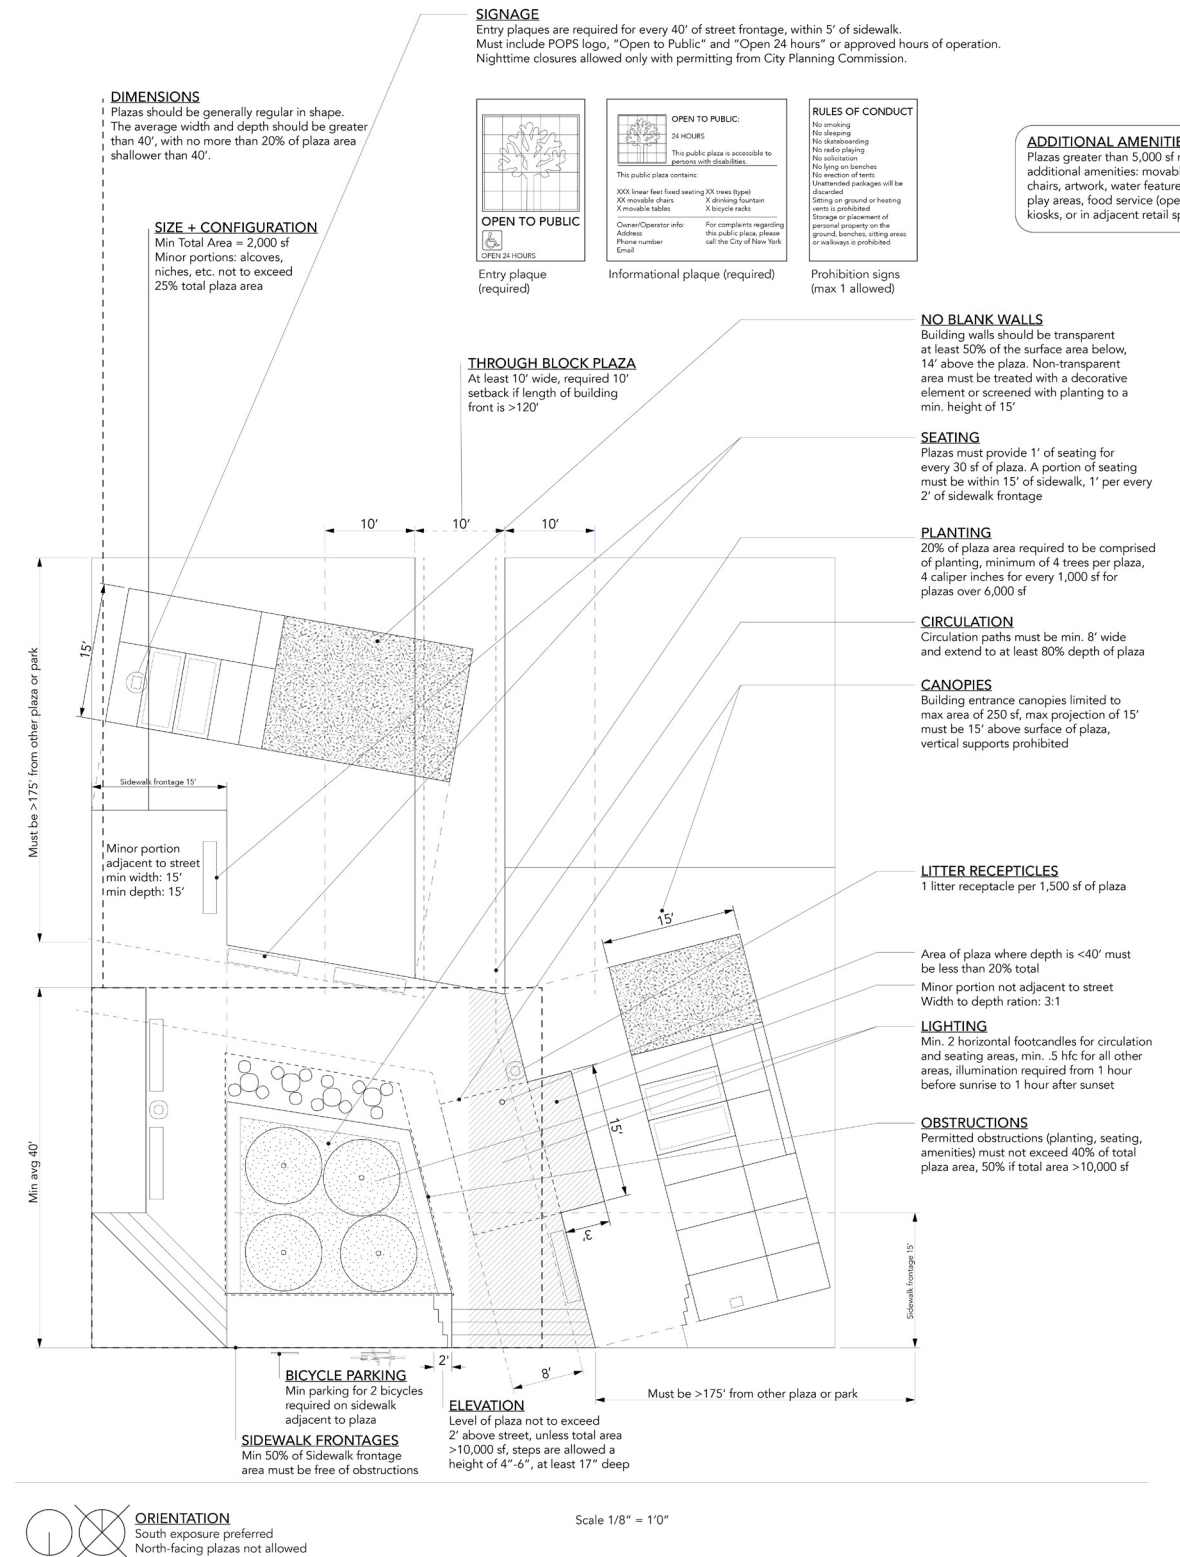 SIGNAGE
Entry plaques are required for every 40’ of street frontage, within 5’ of sidewalk.
Must include POPS logo, “Open to Public” and “Open 24 hours” or approved hours of operation.
Nighttime closures allowed only with permitting from City Planning Commission.
DIMENSIONS
Plazas should be generally regular in shape.
The average width and depth should be greater
than 40’, with no more than 20% of plaza area
shallower than 40’.
SIZE + CONFIGURATION
Min Total Area = 2,000 sf
Minor portions: alcoves,
niches, etc. not to exceed
25% total plaza area
OPEN TO PUBLIC
OPEN 24 HOURS
Entry plaque
(required)
OPEN TO PUBLIC:
24 HOURS
This public plaza is accessible to
persons with disabilities.
This public plaza contains:
XXX linear feet fixed seating XX trees (type)
XX movable chairs X drinking fountain
X movable tables X bicycle racks
Owner/Operator info: For complaints regarding
Address this public plaza, please
Phone number call the City of New York
Email
Informational plaque (required)
RULES OF CONDUCT
No smoking
No sleeping
No skateboarding
No radio playing
No solicitation
No lying on benches
No erection of tents
Unattended packages will be
discarded
Sitting on ground or heating
vents is prohibited
Storage or placement of
personal property on the
ground, benches, sitting areas
or walkways is prohibited
Prohibition signs
(max 1 allowed)
ADDITIONAL AMENITIE
Plazas greater than 5,000 sf
additional amenities: movab
chairs, artwork, water feature
play areas, food service (ope
kiosks, or in adjacent retail sp
THROUGH BLOCK PLAZA
At least 10’ wide, required 10’
setback if length of building
front is >120’
NO BLANK WALLS
Building walls should be transparent
at least 50% of the surface area below,
14’ above the plaza. Non-transparent
area must be treated with a decorative
element or screened with planting to a
min. height of 15’
SEATING
Plazas must provide 1’ of seating for
every 30 sf of plaza. A portion of seating
must be within 15’ of sidewalk, 1’ per every
2’ of sidewalk frontage
PLANTING
20% of plaza area required to be comprised
of planting, minimum of 4 trees per plaza,
4 caliper inches for every 1,000 sf for
plazas over 6,000 sf
CIRCULATION
Circulation paths must be min. 8’ wide
and extend to at least 80% depth of plaza
CANOPIES
Building entrance canopies limited to
max area of 250 sf, max projection of 15’
must be 15’ above surface of plaza,
vertical supports prohibited
10’ 10’ 10’
15’
Must be >175’ from other plaza or park
Sidewalk frontage 15’
Minor portion
adjacent to street
min width: 15’
min depth: 15’
15’
LITTER RECEPTICLES
1 litter receptacle per 1,500 sf of plaza
Area of plaza where depth is <40’ must
be less than 20% total
Minor portion not adjacent to street
Width to depth ration: 3:1
LIGHTING
Min. 2 horizontal footcandles for circulation
and seating areas, min. .5 hfc for all other
areas, illumination required from 1 hour
before sunrise to 1 hour after sunset
OBSTRUCTIONS
Permitted obstructions (planting, seating,
amenities) must not exceed 40% of total
plaza area, 50% if total area >10,000 sf
Min avg 40’
15’
3’
Sidewalk frontage 15’
2’
8’
Must be >175’ from other plaza or park
BICYCLE PARKING
Min parking for 2 bicycles
required on sidewalk
adjacent to plaza
SIDEWALK FRONTAGES
Min 50% of Sidewalk frontage
area must be free of obstructions
ELEVATION
Level of plaza not to exceed
2’ above street, unless total area
>10,000 sf, steps are allowed a
height of 4”-6”, at least 17” deep
ORIENTATION
South exposure preferred
North-facing plazas not allowed
Scale 1/8” = 1’0”